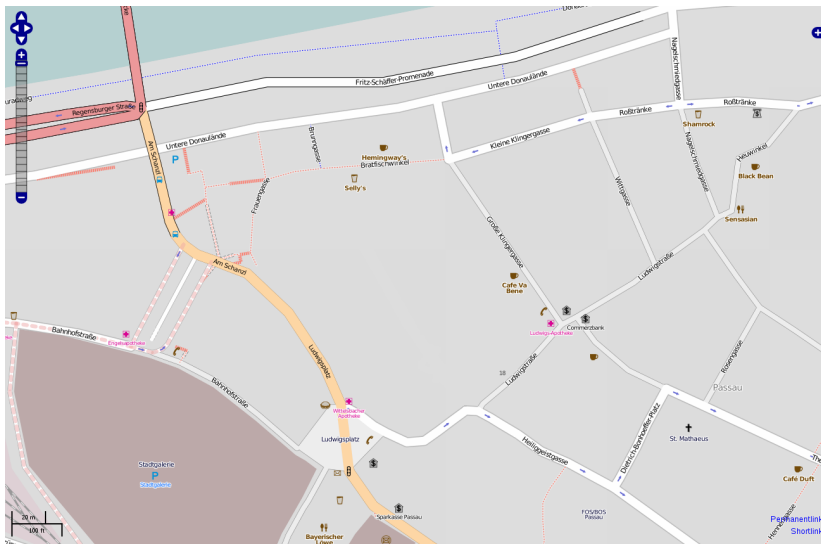 Fritz-Schäffer-Promenade
Regensburger Straße
Untere Donaulände
Untere Donaulände
Nagelschmiedgasse
Roßtränke
Roßtränke
Shamrock
Kleine Klingergasse
Am Schanzl
P
Brunngasse
Hemingway's
Bratfischwinkel
Selly's
Frauengasse
Wittgasse
Nagelschmiedgasse
Heuwinkel
Black Bean
Sensasian
Große Klingergasse
Ludwigstraße
Am Schanzl
Cafe Va
Bene
Commerzbank
Ludwigs-Apotheke
Bahnhofstraße
Engelapotheke
Ludwigsplatz
Ludwigstraße
Rosengasse
Bahnhofstraße
Passau
Wittelsbacher
Apotheke
Ludwigsplatz
Heiliggeistgasse
Dietrich-Bonhoeffer-Platz
St. Mathaeus
Stadtgalerie
P
Stadtgalerie
Café Duft
20 m
100 ft
Sparkasse Passau
FOS/BOS
Passau
Permanentlink
Shortlink
Bayerischer
Löwe